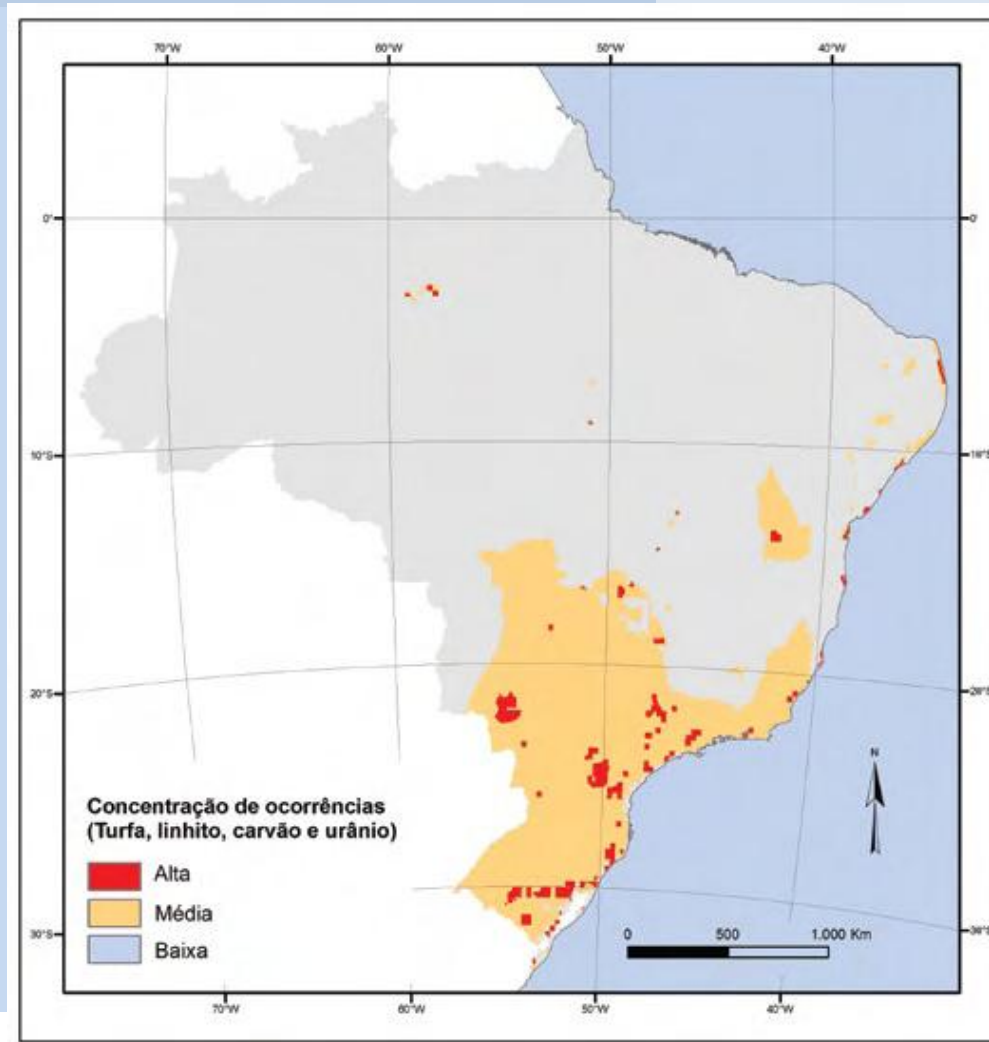 70°W 60°W 50°W 40°W
0° 0°
10°S 10°S
20°S 20°S
N
Concentração de ocorrências
(Turfa, linhito, carvão e urânio)
Alta
Média
Baixa
0 500 1.000 Km
30°S 30°S
70°W 60°W 50°W 40°W